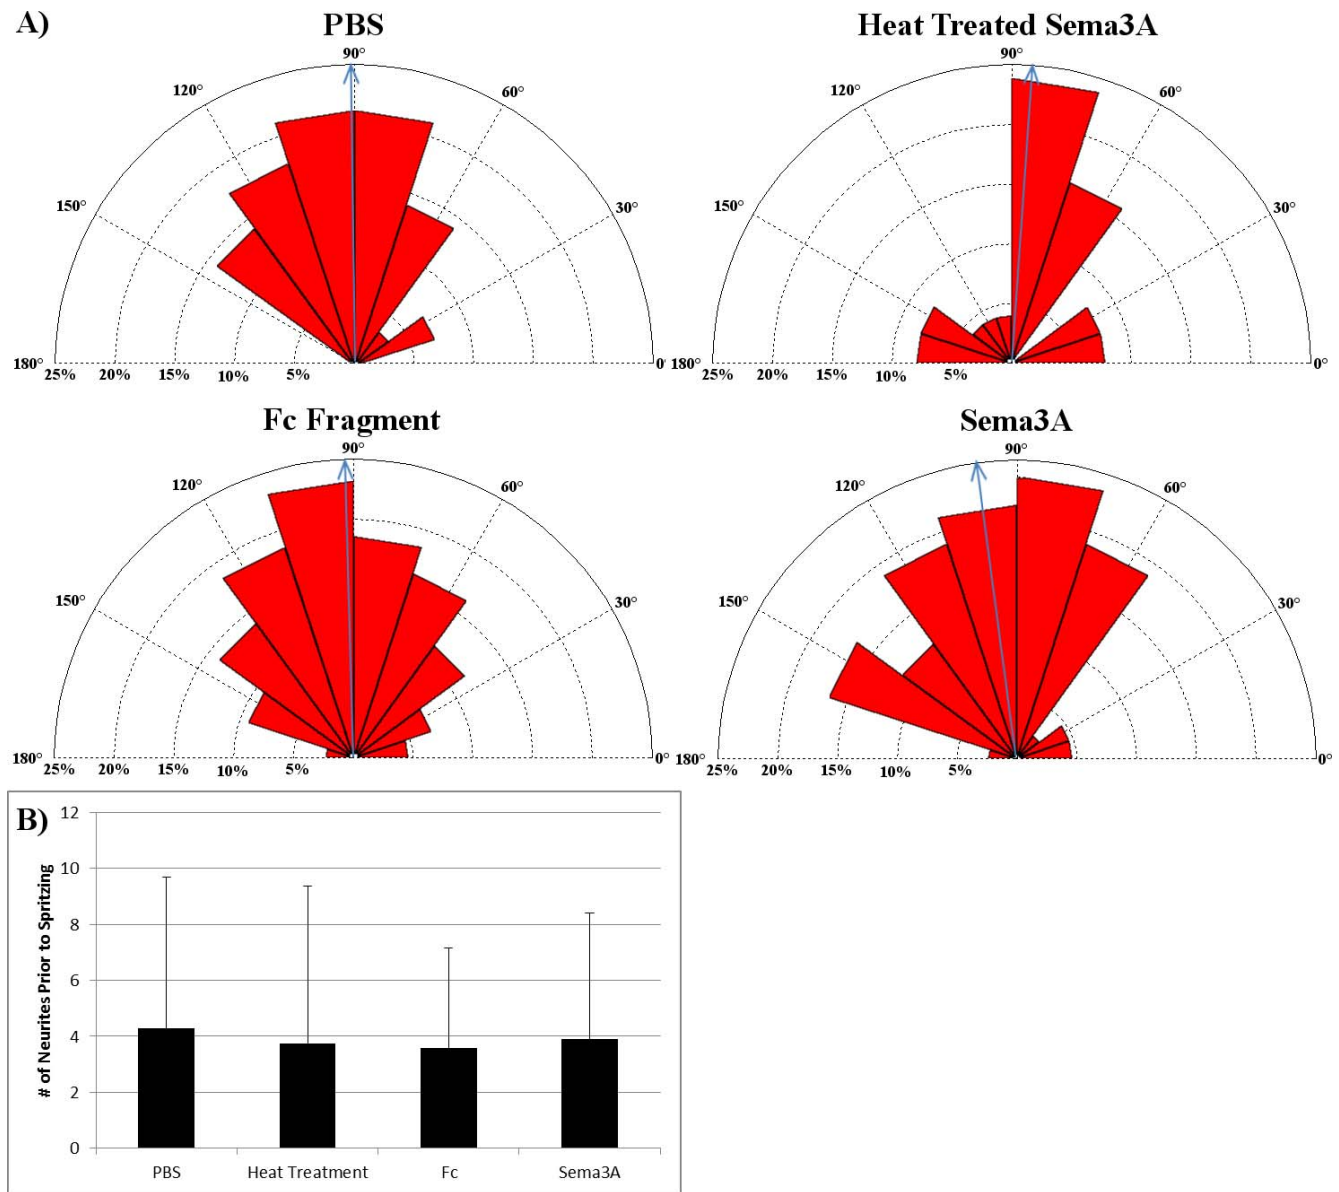 A)
PBS
90°
120°
60°
150°
30°
180°
0
25% 20% 15% 10% 5%
Heat Treated Sema3A
90°
120°
60°
150°
30°
180°
0°
25% 20% 15% 10% 5%
Fc Fragment
90°
120°
60°
150°
30°
180°
0°
25% 20% 15% 10% 5%
Sema3A
90°
120°
60°
150°
30°
180°
0°
25% 20% 15% 10% 5%
B)
# of Neurites Prior to Spritzing
12
10
8
6
4
2
0
PBS Heat Treatment Fc Sema3A